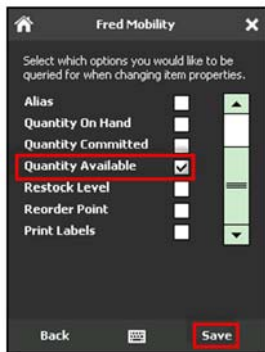 Fred Mobility
Select which options you would like to be
queried for when changing item properties.
Alias
Quantity On Hand
Quantity Committed
Quantity Available
Restock Level
Reorder Point
Print Labels
Back
Save